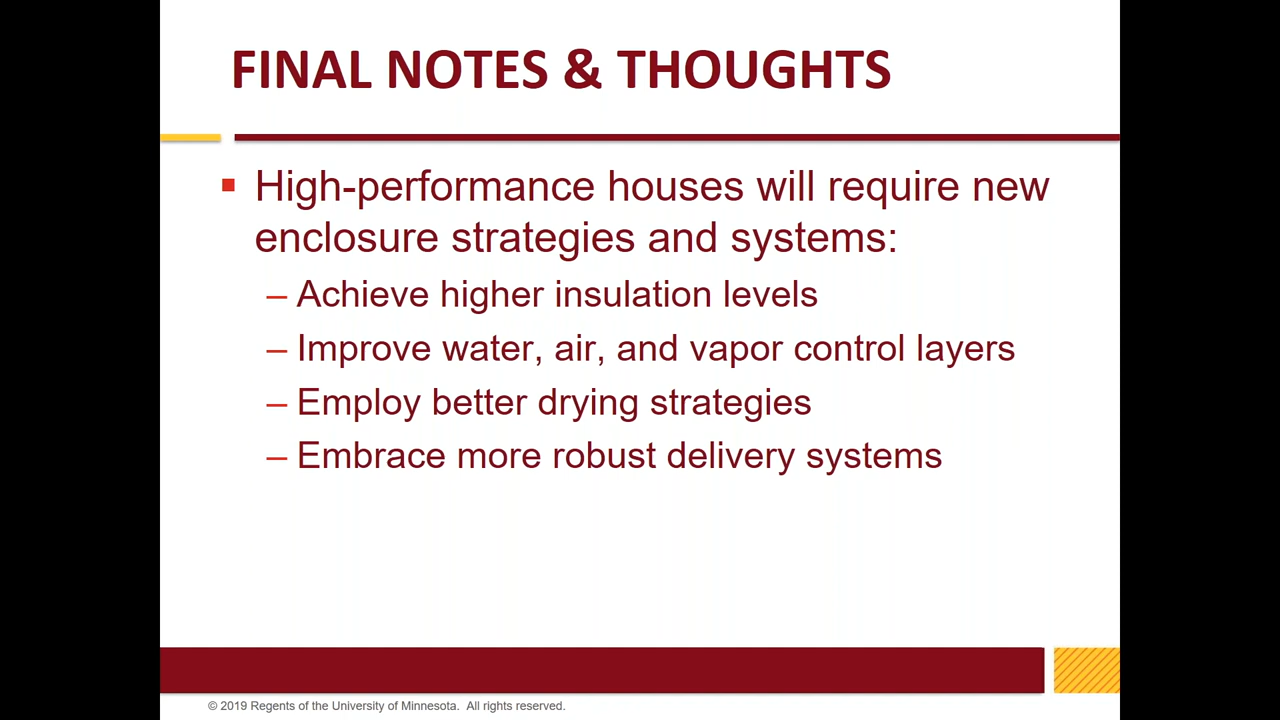 FINAL NOTES & THOUGHTS
▪ High-performance houses will require new
enclosure strategies and systems:
– Achieve higher insulation levels
– Improve water, air, and vapor control layers
– Employ better drying strategies
– Embrace more robust delivery systems
© 2019 Regents of the University of Minnesota. All rights reserved.